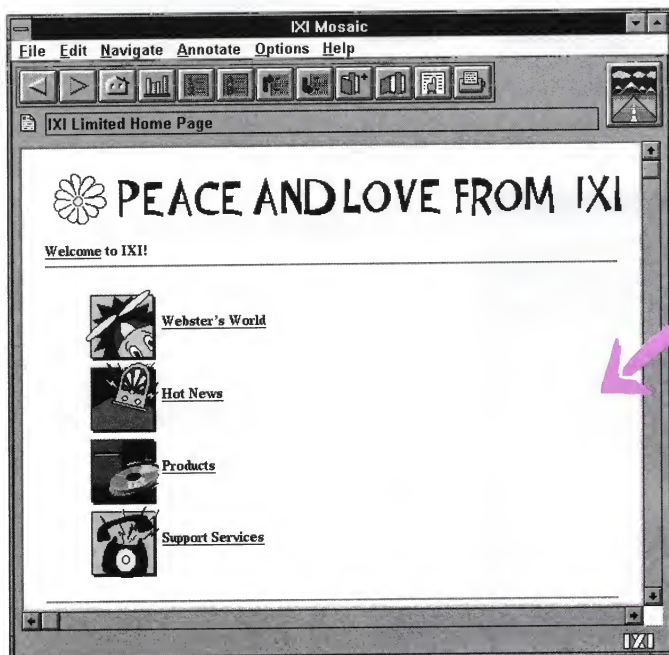 IXI Mosaic
File Edit Navigate Annotate Options Help
IXI Limited Home Page
PEACE AND LOVE FROM IXI
Welcome to IXI!
Webster's World
Hot News
Products
Support Services
IXI